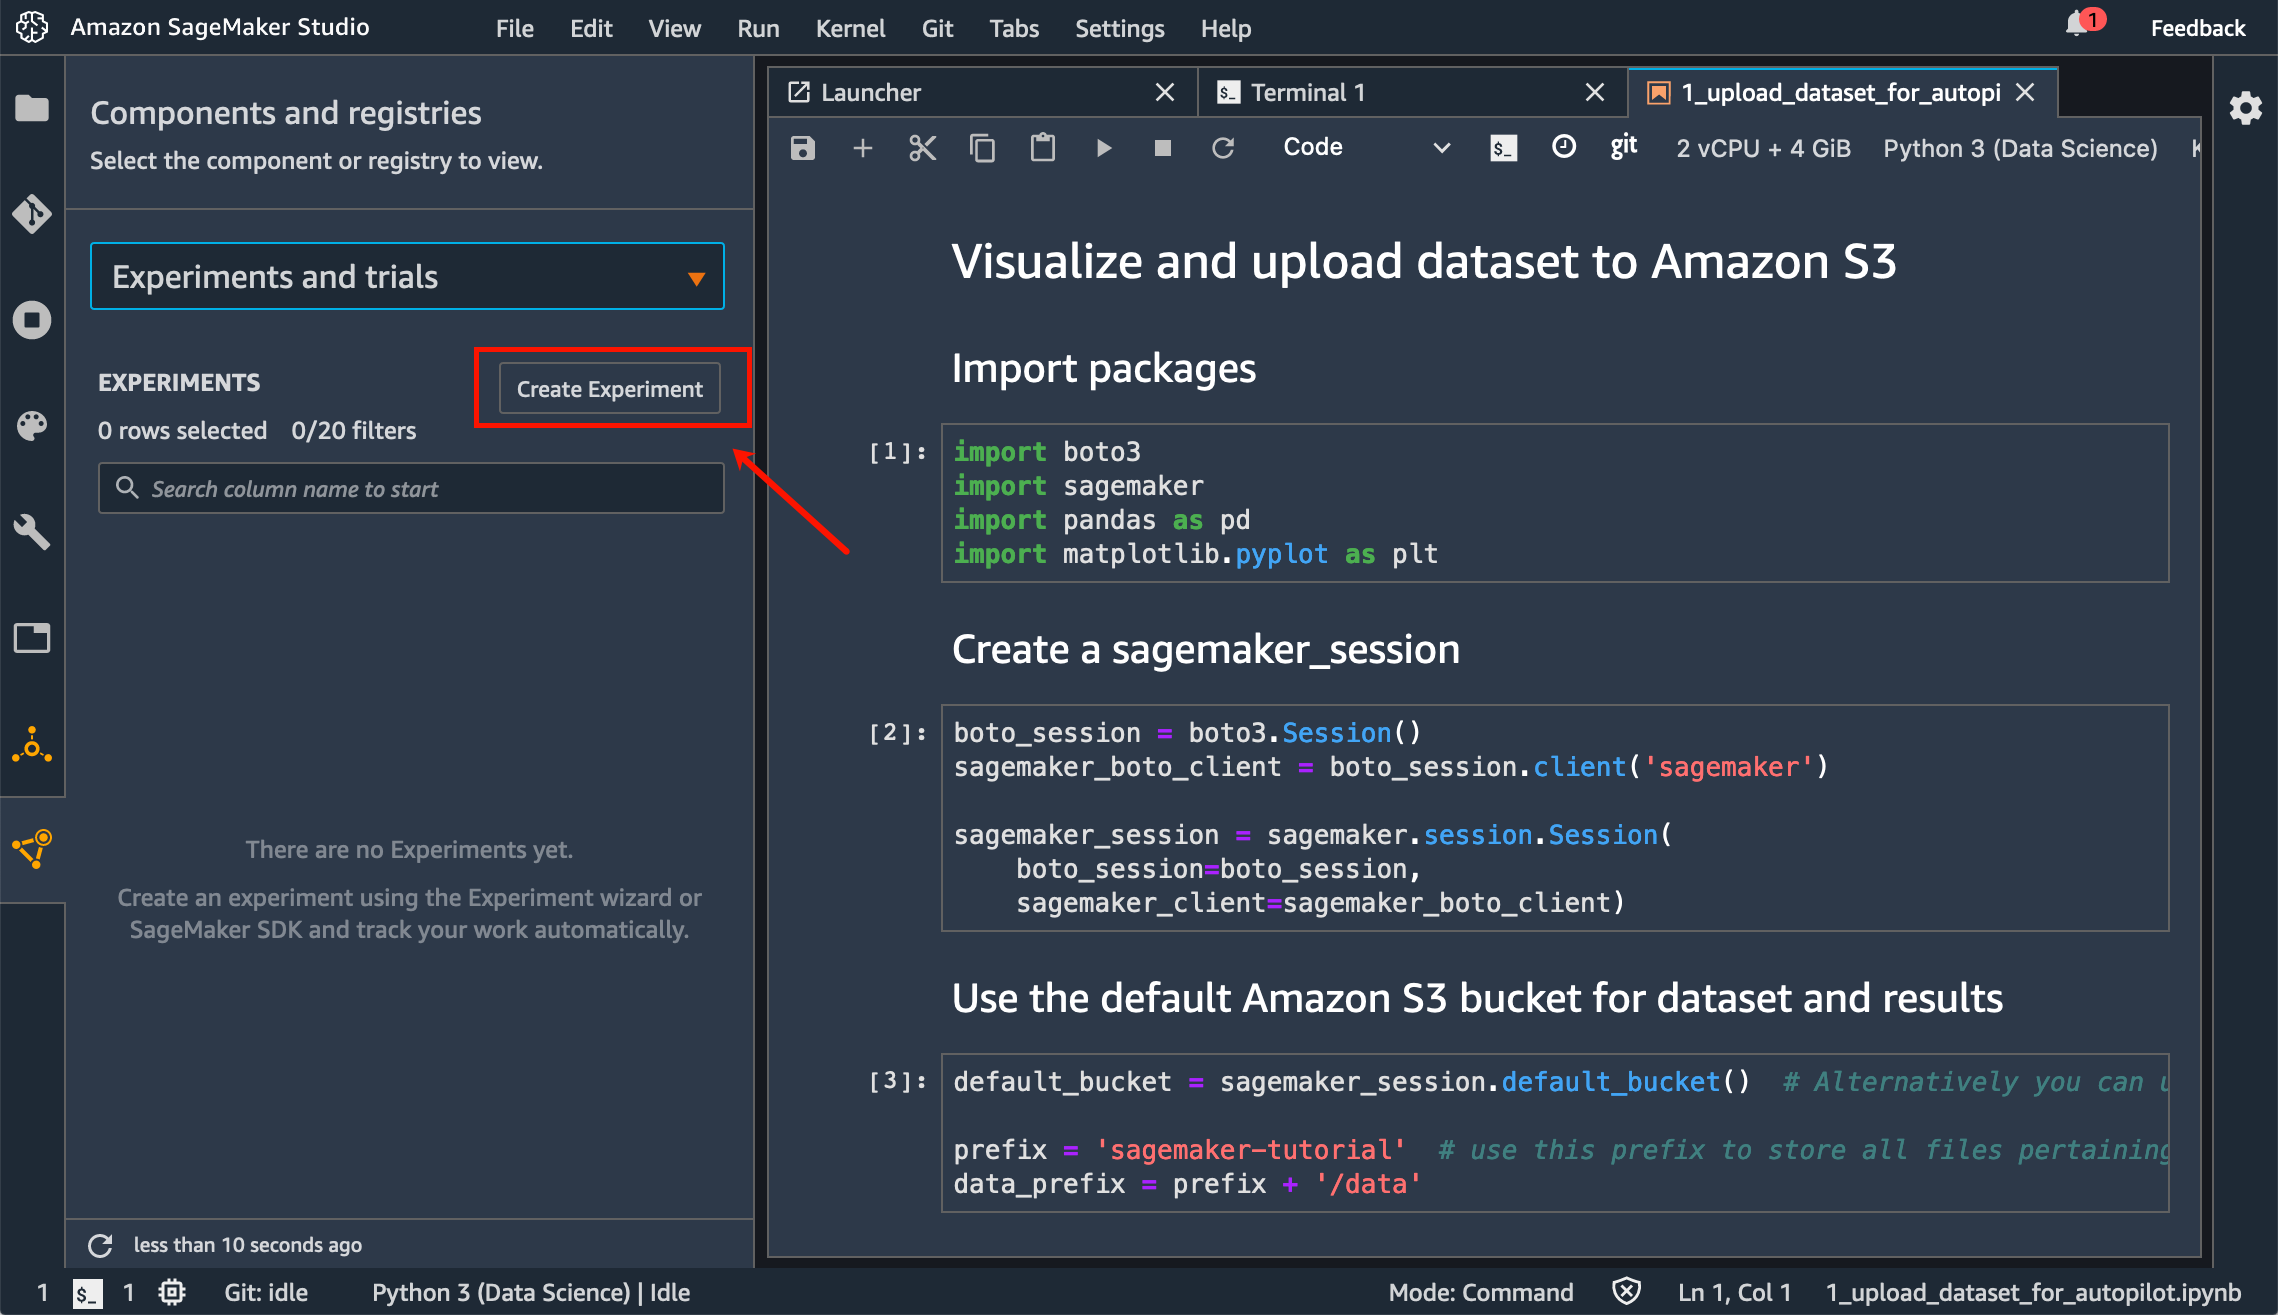 Amazon SageMaker Studio File Edit View Run Kernel Git Tabs Settings Help 1 Feedback
Components and registries
Select the component or registry to view.
Experiments and trials
EXPERIMENTS
Create Experiment
0 rows selected 0/20 filters
Search column name to start
There are no Experiments yet.
Create an experiment using the Experiment wizard or
SageMaker SDK and track your work automatically.
less than 10 seconds ago
Launcher
$_ Terminal 1
1_upload_dataset_for_autopi
Code $_ git 2 vCPU + 4 GiB Python 3 (Data Science)
Visualize and upload dataset to Amazon S3
Import packages
[1]: import boto3
import sagemaker
import pandas as pd
import matplotlib.pyplot as plt
Create a sagemaker_session
[2]: boto_session = boto3.Session()
sagemaker_boto_client = boto_session.client('sagemaker')
sagemaker_session = sagemaker.session.Session(
boto_session=boto_session,
sagemaker_client=sagemaker_boto_client)
Use the default Amazon S3 bucket for dataset and results
[3]: default_bucket = sagemaker_session.default_bucket() # Alternatively you can
prefix = 'sagemaker-tutorial' # use this prefix to store all files pertaining
data_prefix = prefix + '/data'
1 $_ 1 Git: idle Python 3 (Data Science) | Idle Mode: Command Ln 1, Col 1 1_upload_dataset_for_autopilot.ipynb